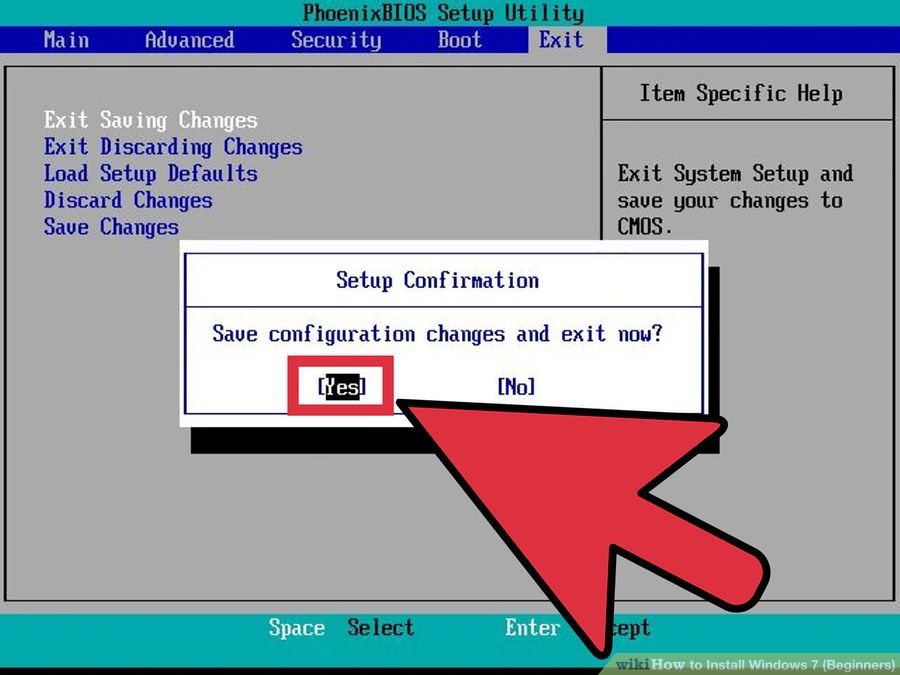 PhoenixBIOS Setup Utility
Main Advanced Security Boot Exit
Item Specific Help
Exit Saving Changes
Exit Discarding Changes
Load Setup Defaults
Discard Changes
Save Changes
Exit System Setup and
save your changes to
CMOS.
Setup Confirmation
Save configuration changes and exit now?
[Yes] [No]
Space Select Enter cept
wikiHow to Install Windows 7 (Beginners)